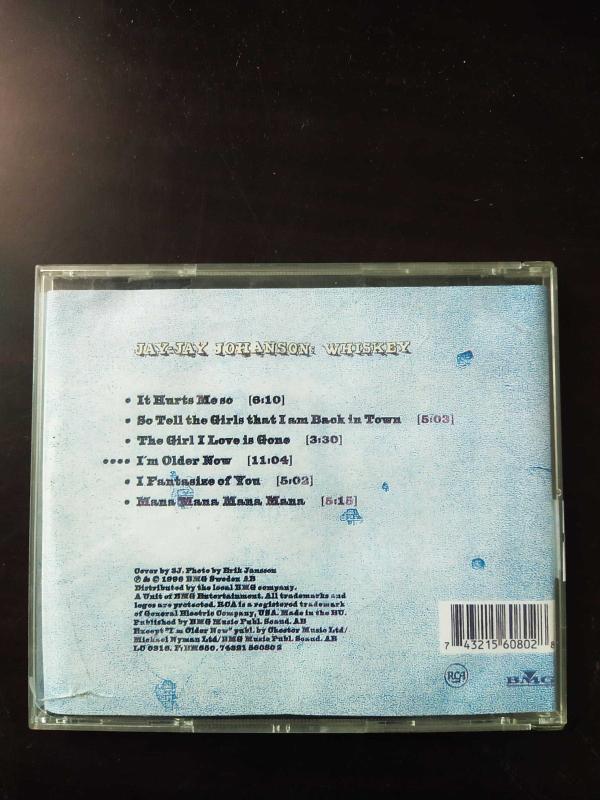 JAY-JAY JOHANSON: WHISKEY
• It Hurts Me so [6:10]
• So Tell the Girls that I am Back in Town [5:03]
• The Girl I Love is Gone [3:30]
•••• I'm Older Now [11:04]
• I Fantasize of You [5:02]
• Mana Mana Mana Mana [5:15]
Cover by SJ. Photo by Erik Jansson
℗ & © 1996 BMG Sweden AB
Distributed by the local BMG company.
A Unit of BMG Entertainment. All trademarks and
logos are protected. RCA is a registered trademark
of General Electric Company, USA. Made in the EU.
Published by BMG Music Publ. Scand. AB
Except "I'm Older Now" publ. by Chester Music Ltd/
Michael Nyman Ltd/BMG Music Publ. Scand. AB
LC 0316. 74321 56080 2
7 43215 60802 8
RCA
BMG